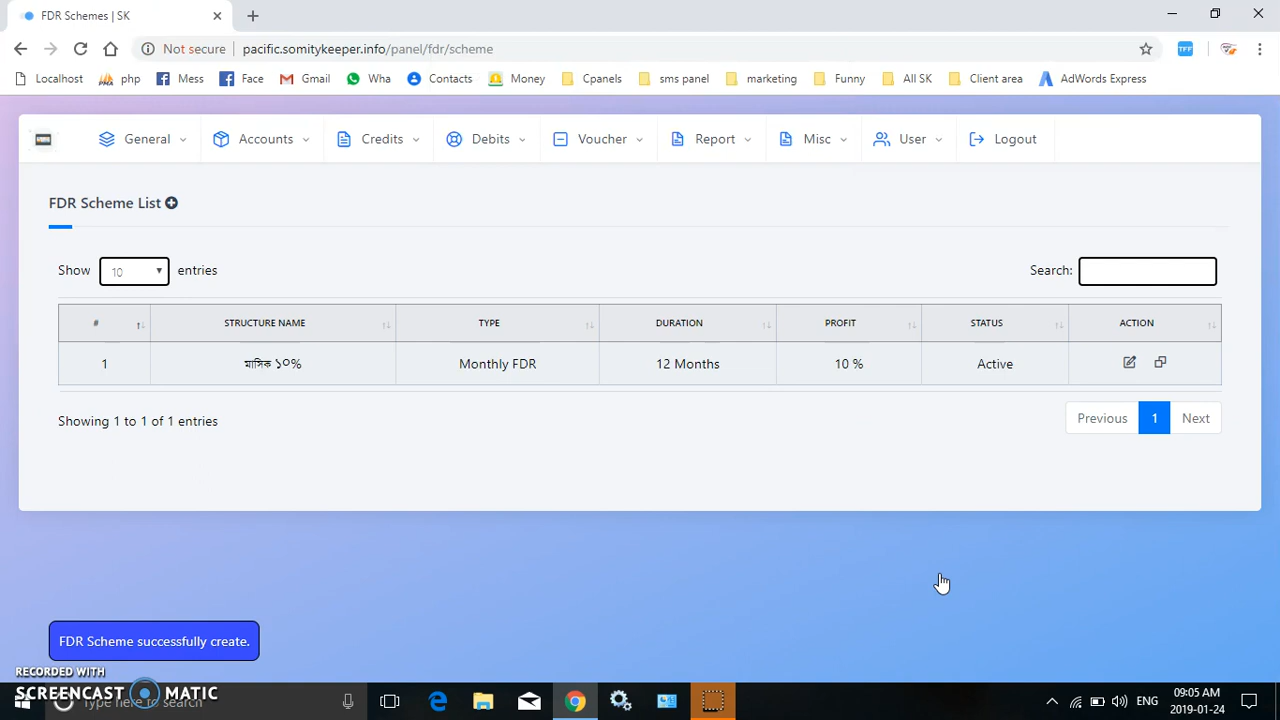 FDR Schemes | SK
Not secure pacific.somitykeeper.info/panel/fdr/scheme
Localhost php Mess Face Gmail Wha Contacts Money Cpanels sms panel marketing Funny All SK Client area AdWords Express
General Accounts Credits Debits Voucher Report Misc User Logout
FDR Scheme List
Show 10 entries Search:
# STRUCTURE NAME TYPE DURATION PROFIT STATUS ACTION
1 মাসিক ১০% Monthly FDR 12 Months 10 % Active
Showing 1 to 1 of 1 entries Previous 1 Next
FDR Scheme successfully create.
RECORDED WITH
SCREENCAST MATIC
Type here to search
ENG 09:05 AM
2019-01-24